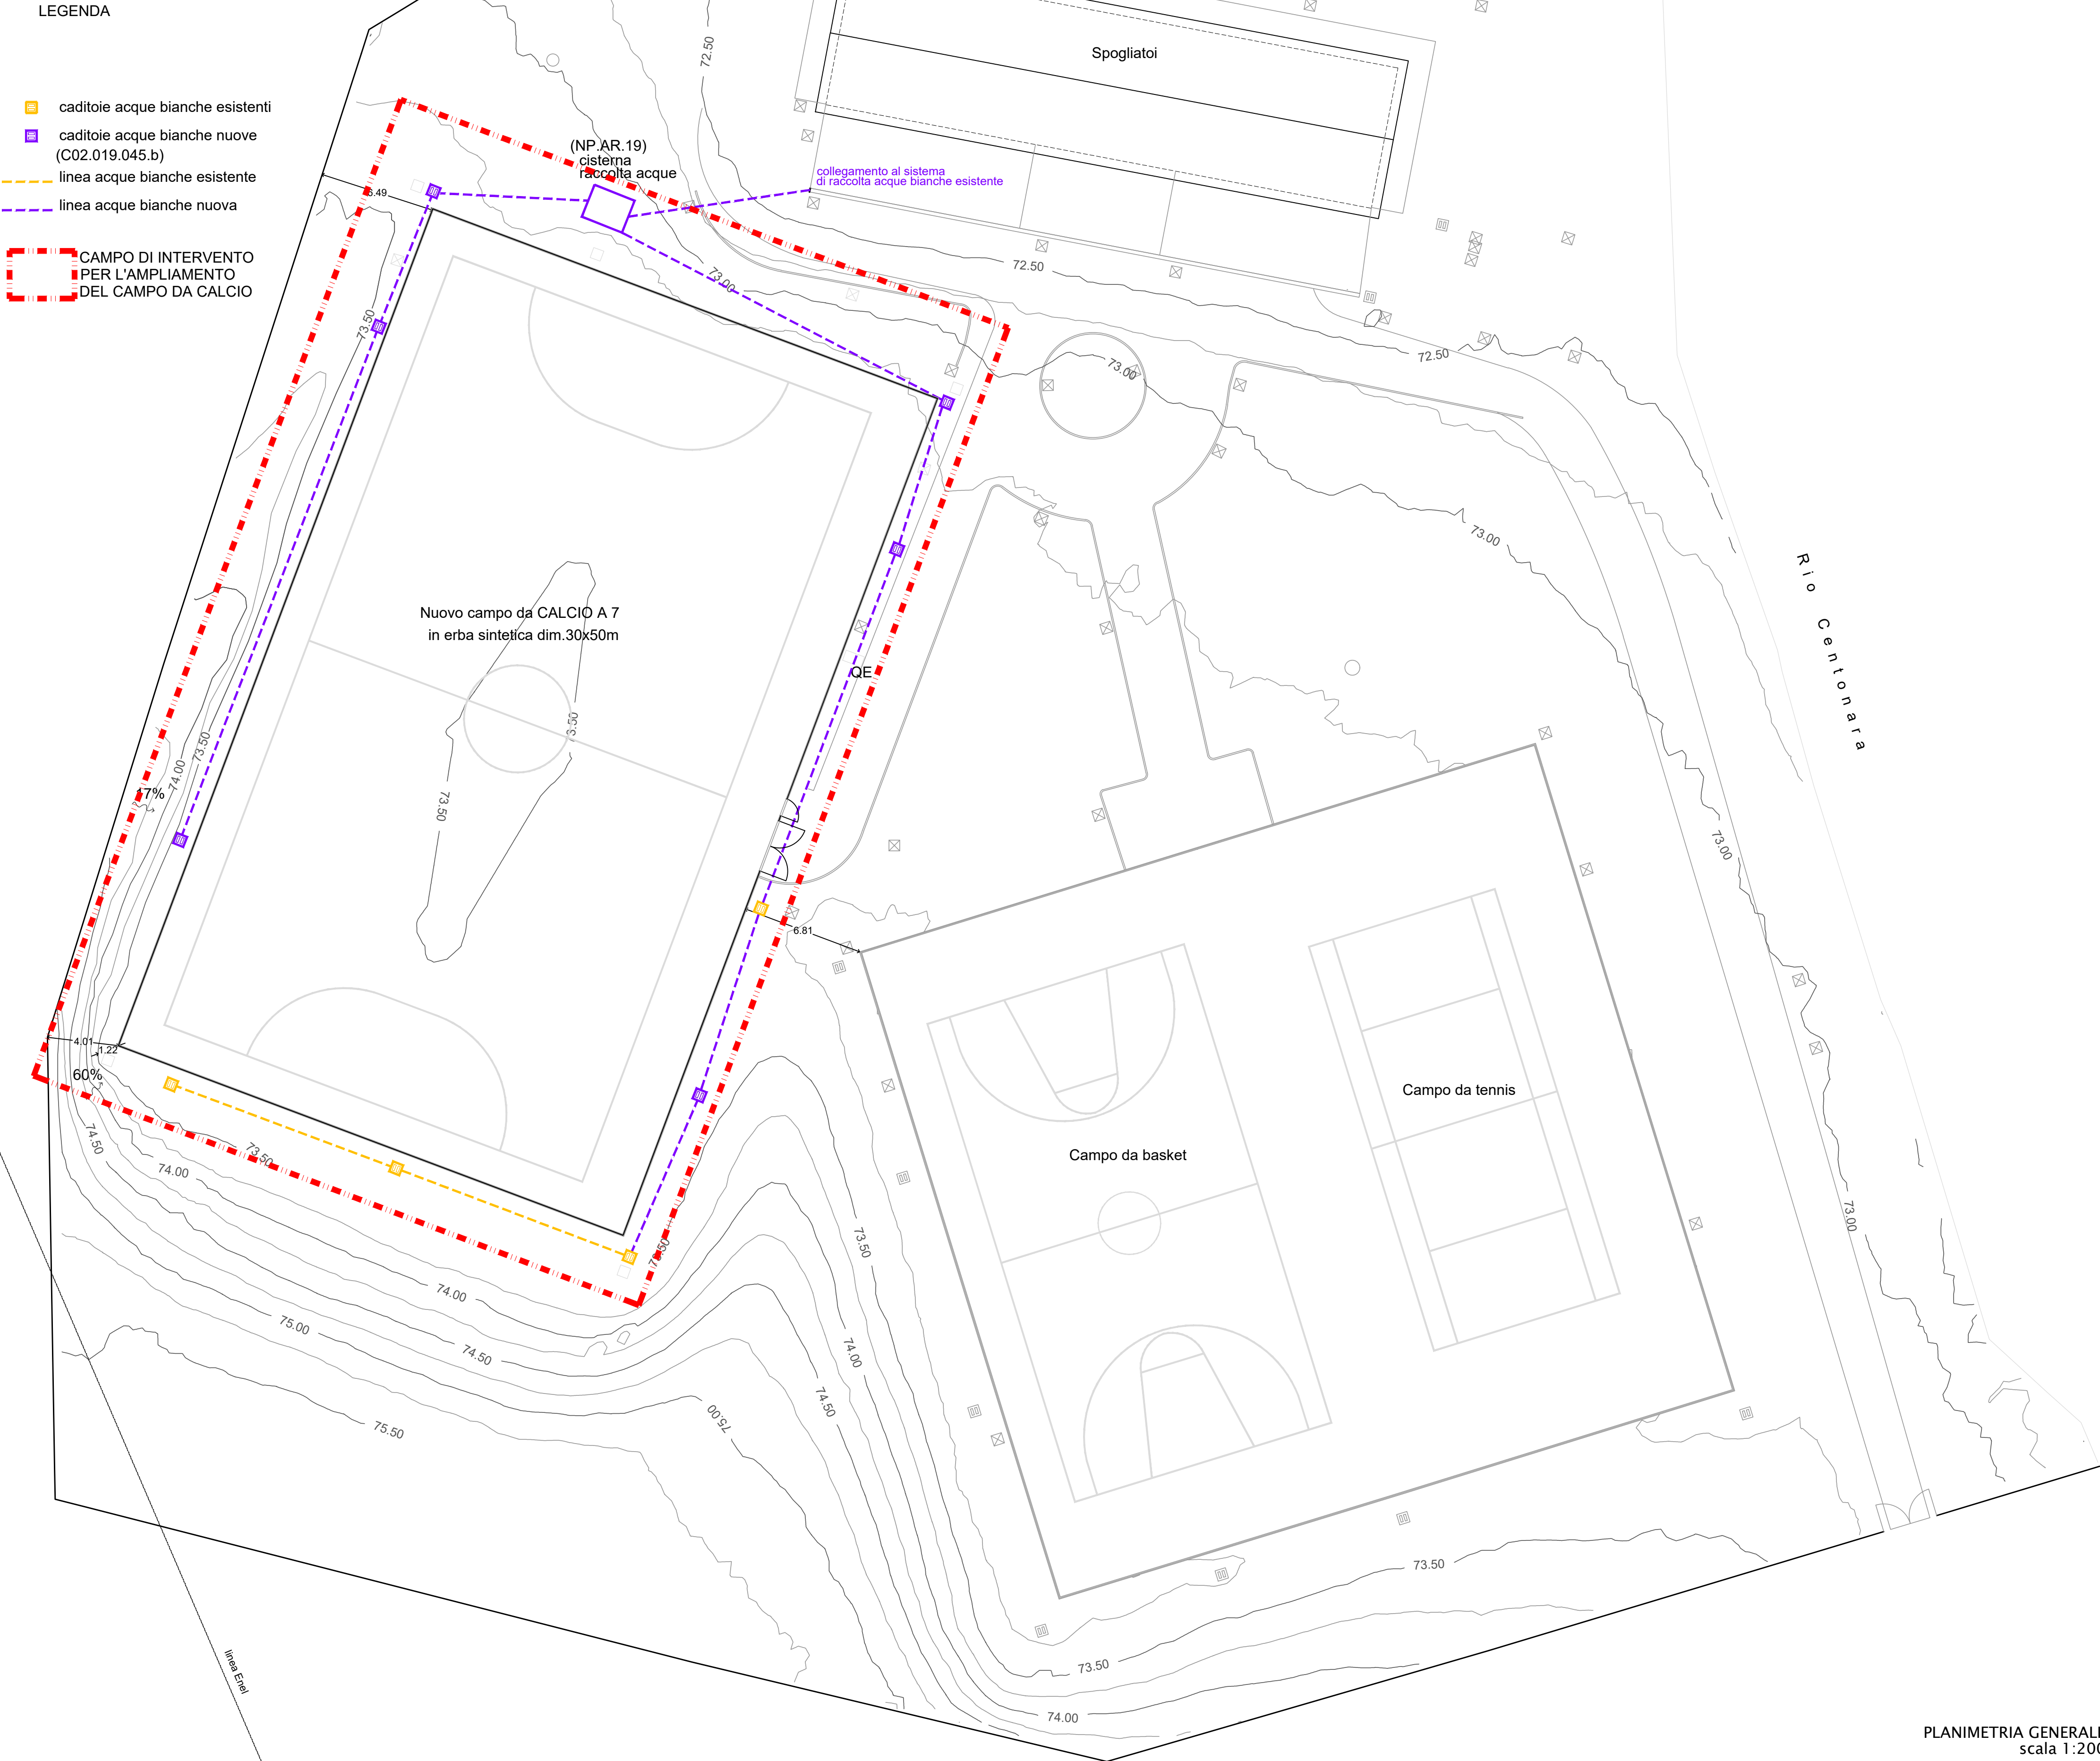 LEGENDA
caditoie acque bianche esistenti
caditoie acque bianche nuove
(C02.019.045.b)
linea acque bianche esistente
linea acque bianche nuova
CAMPO DI INTERVENTO
PER L'AMPLIAMENTO
DEL CAMPO DA CALCIO
72.50
Spogliatoi
(NP.AR.19)
cisterna
raccolta acque
collegamento al sistema
di raccolta acque bianche esistente
73.00
72.50
73.50
73.00
72.50
73.00
Rio Centonara
Nuovo campo da CALCIO A 7
in erba sintetica dim.30x50m
QE
73.50
74.00
17%
73.50
73.00
6.81
4.01
1.22
60%
74.50
74.00
73.50
Campo da tennis
Campo da basket
73.00
73.50
74.00
75.00
74.50
74.00
74.50
75.00
75.50
73.50
73.50
74.00
linea Enel
PLANIMETRIA GENERAL
scala 1:20